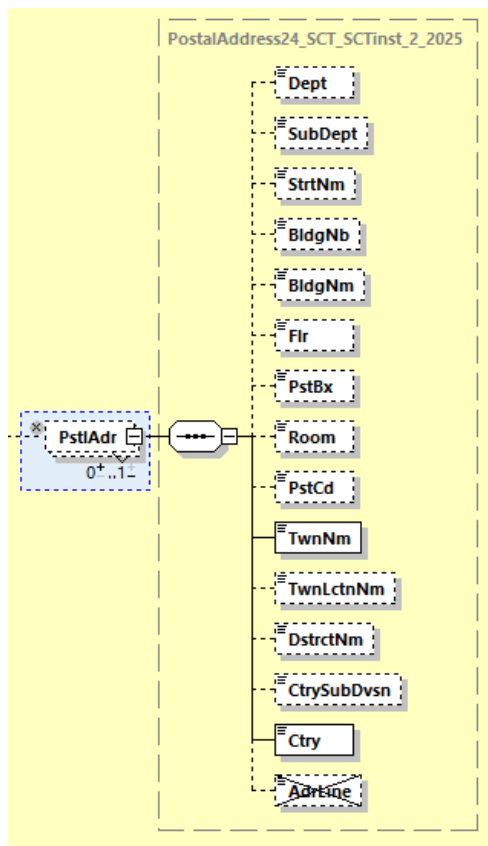 PostalAddress24_SCT_SCTinst_2_2025
Dept
SubDept
StrtNm
BldgNb
BldgNm
Flr
PstBx
PstlAdr
0..1
Room
PstCd
TwnNm
TwnLctnNm
DstrctNm
CtrySubDvsn
Ctry
AdrLine